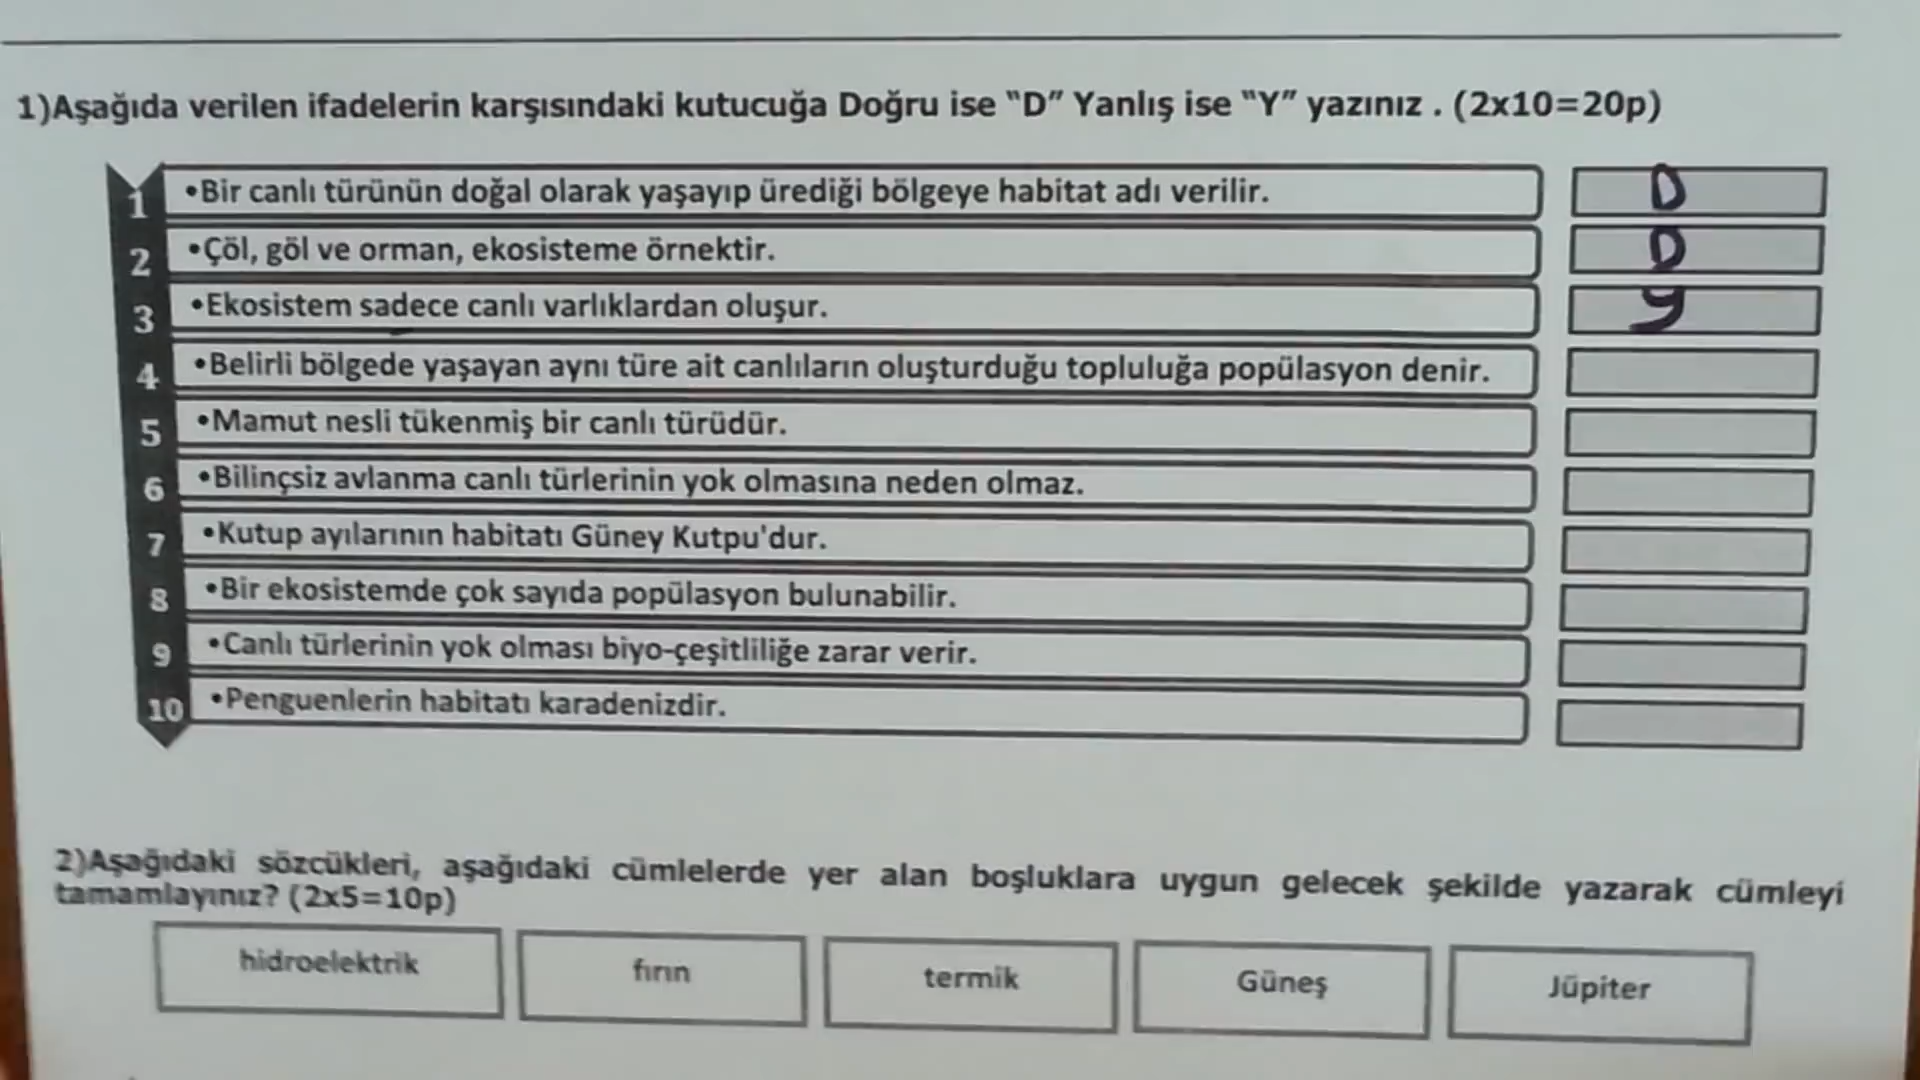 1)Aşağıda verilen ifadelerin karşısındaki kutucuğa Doğru ise "D" Yanlış ise "Y" yazınız . (2x10=20p)
1 •Bir canlı türünün doğal olarak yaşayıp ürediği bölgeye habitat adı verilir. D
2 •Çöl, göl ve orman, ekosisteme örnektir. D
3 •Ekosistem sadece canlı varlıklardan oluşur. y
4 •Belirli bölgede yaşayan aynı türe ait canlıların oluşturduğu topluluğa popülasyon denir.
5 •Mamut nesli tükenmiş bir canlı türüdür.
6 •Bilinçsiz avlanma canlı türlerinin yok olmasına neden olmaz.
7 •Kutup ayılarının habitatı Güney Kutpu'dur.
8 •Bir ekosistemde çok sayıda popülasyon bulunabilir.
9 •Canlı türlerinin yok olması biyo-çeşitliliğe zarar verir.
10 •Penguenlerin habitatı karadenizdir.
2)Aşağıdaki sözcükleri, aşağıdaki cümlelerde yer alan boşluklara uygun gelecek şekilde yazarak cümleyi
tamamlayınız? (2x5=10p)
hidroelektrik fırın termik Güneş Jüpiter